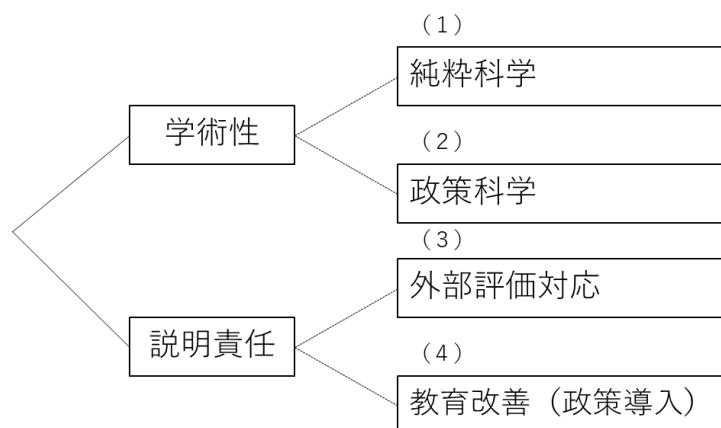 （1）
純粋科学
学術性
（2）
政策科学
（3）
外部評価対応
説明責任
（4）
教育改善（政策導入）